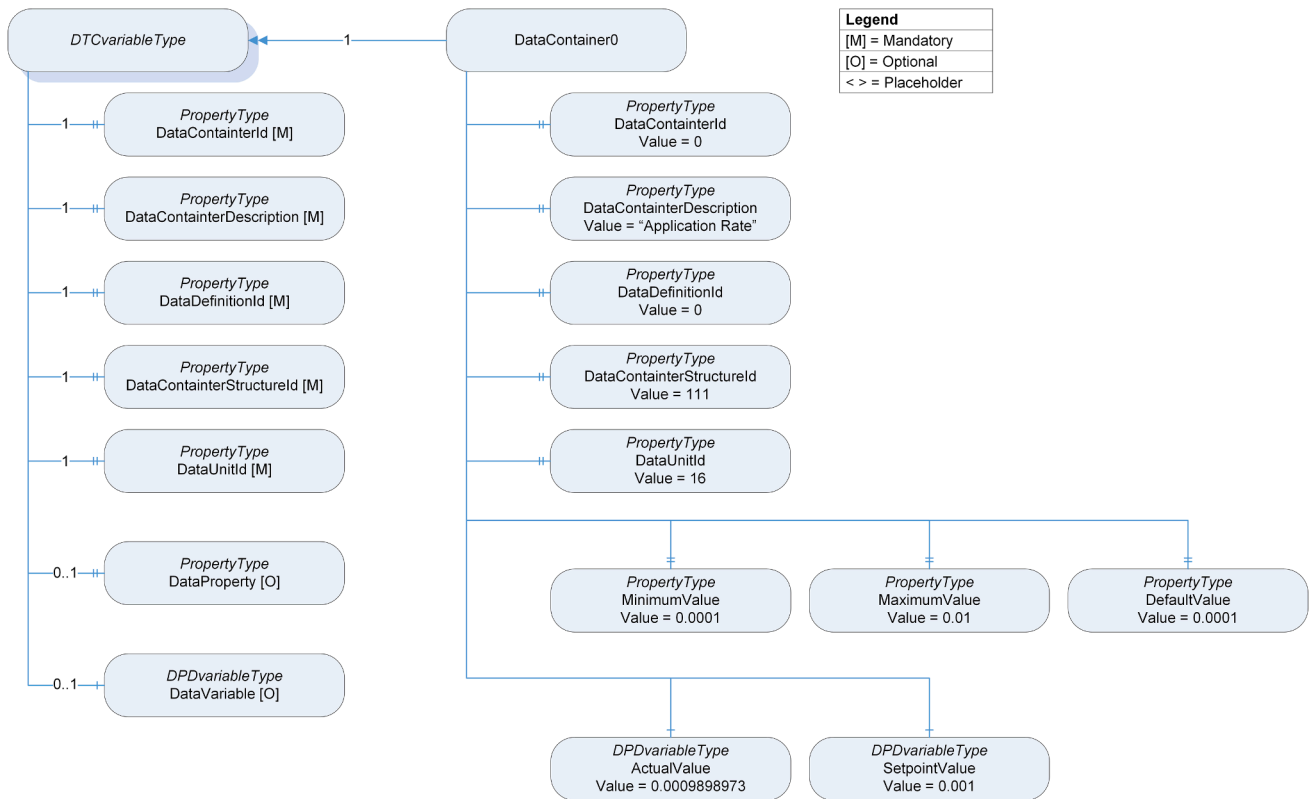 DTCvariableType
1
DataContainer0
Legend
[M] = Mandatory
[O] = Optional
< > = Placeholder
1
PropertyType
DataContainterId [M]
1
PropertyType
DataContainterDescription [M]
1
PropertyType
DataDefinitionId [M]
1
PropertyType
DataContainterStructureId [M]
1
PropertyType
DataUnitId [M]
0..1
PropertyType
DataProperty [O]
0..1
DPDvariableType
DataVariable [O]
PropertyType
DataContainterId
Value = 0
PropertyType
DataContainterDescription
Value = “Application Rate”
PropertyType
DataDefinitionId
Value = 0
PropertyType
DataContainterStructureId
Value = 111
PropertyType
DataUnitId
Value = 16
PropertyType
MinimumValue
Value = 0.0001
PropertyType
MaximumValue
Value = 0.01
PropertyType
DefaultValue
Value = 0.0001
DPDvariableType
ActualValue
Value = 0.0009898973
DPDvariableType
SetpointValue
Value = 0.001